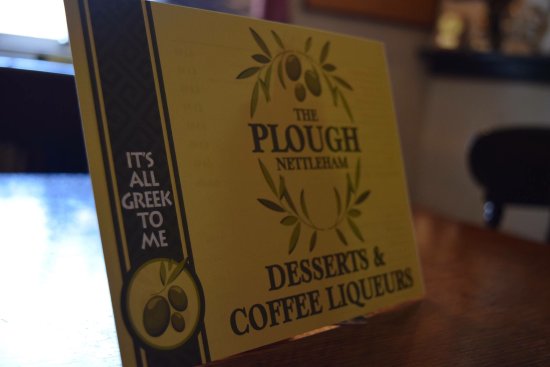 IT'S
ALL
GREEK
TO
ME
THE
PLOUGH
NETTLEHAM
DESSERTS &
COFFEE LIQUEURS